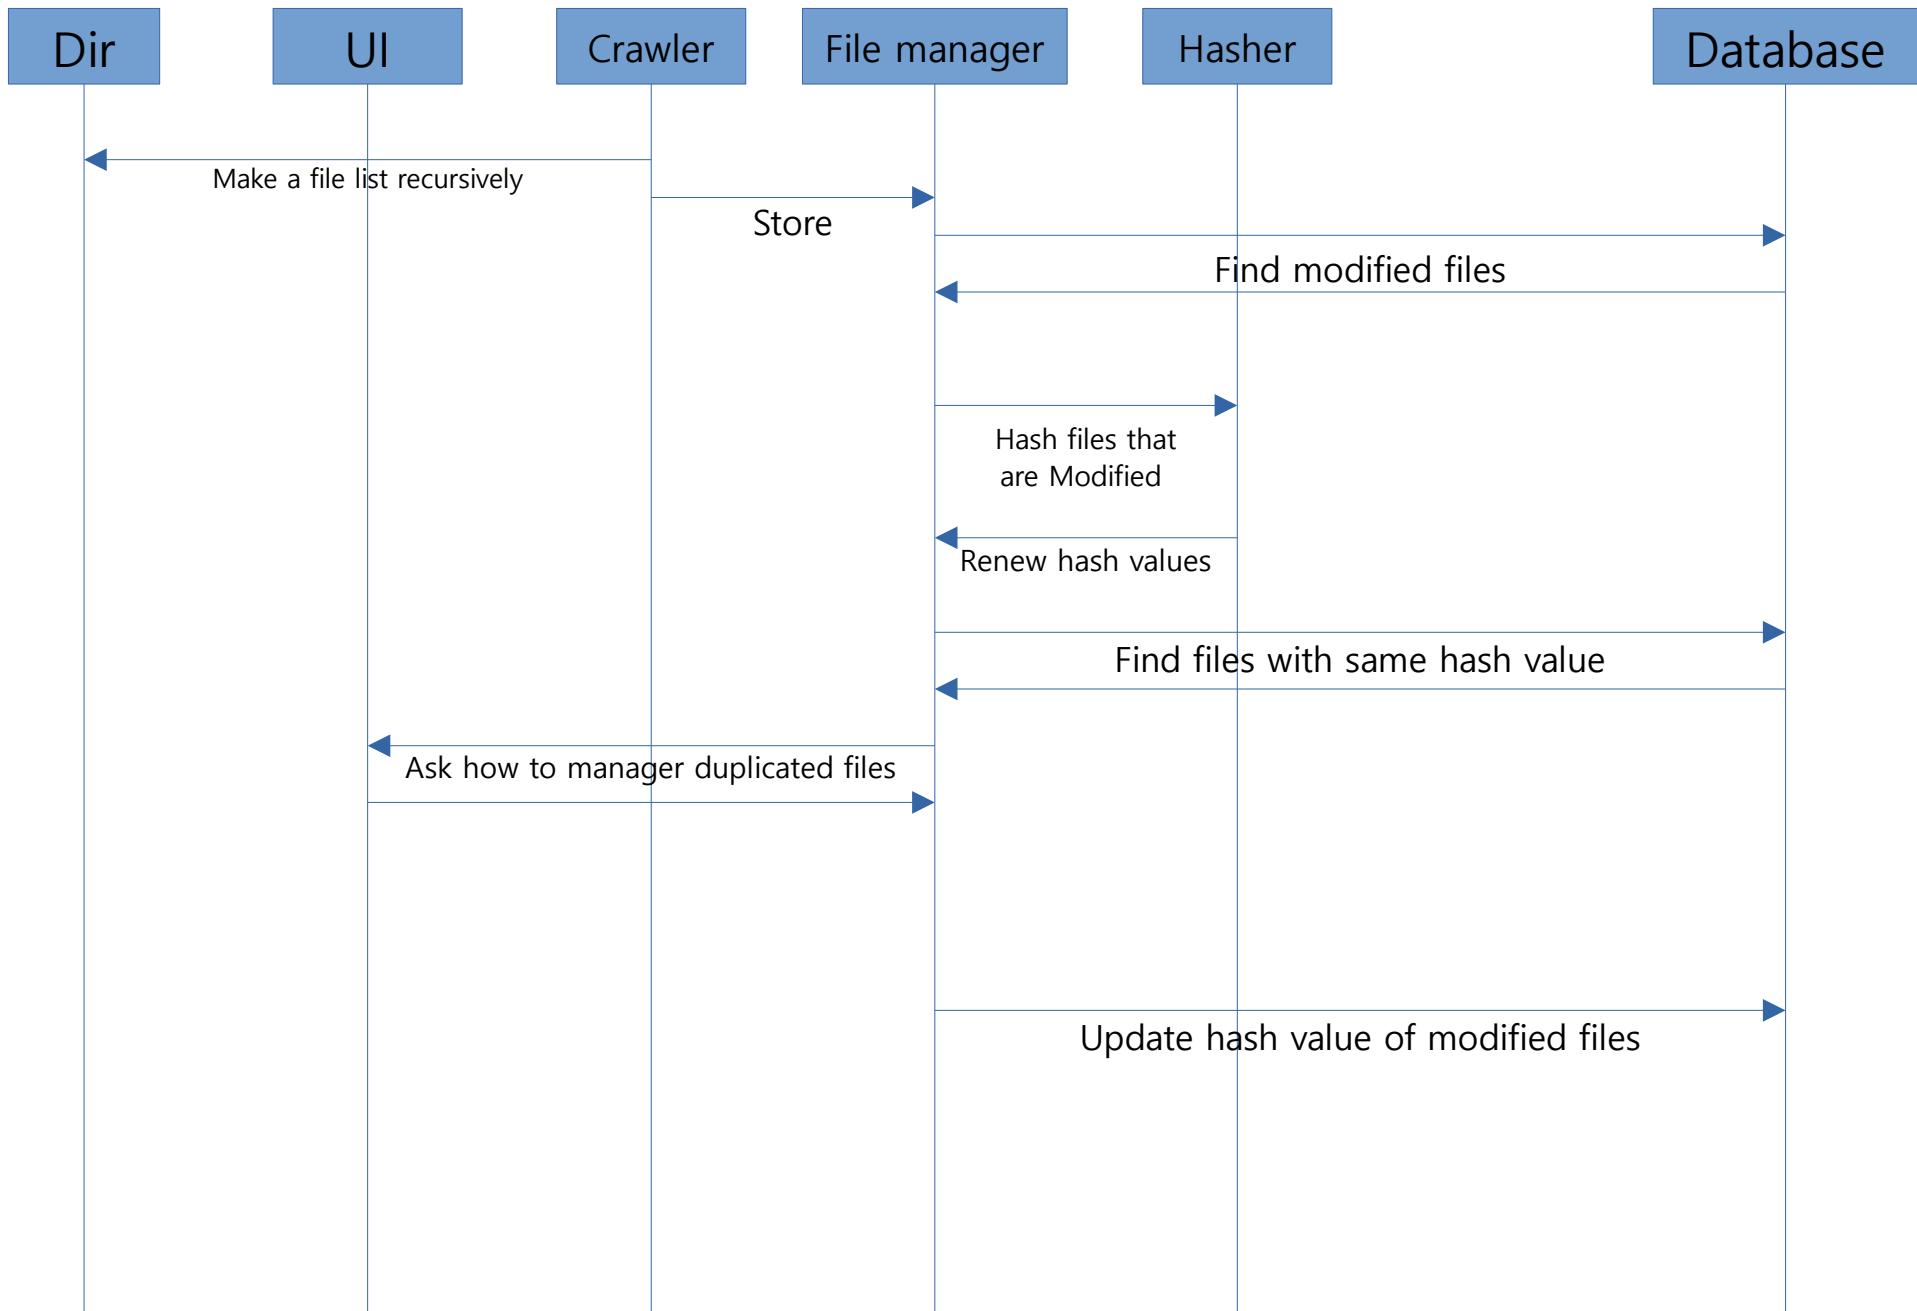 Dir
UI
Crawler
File manager
Hasher
Database
Make a file list recursively
Store
Find modified files
Hash files that
are Modified
Renew hash values
Find files with same hash value
Ask how to manager duplicated files
Update hash value of modified files